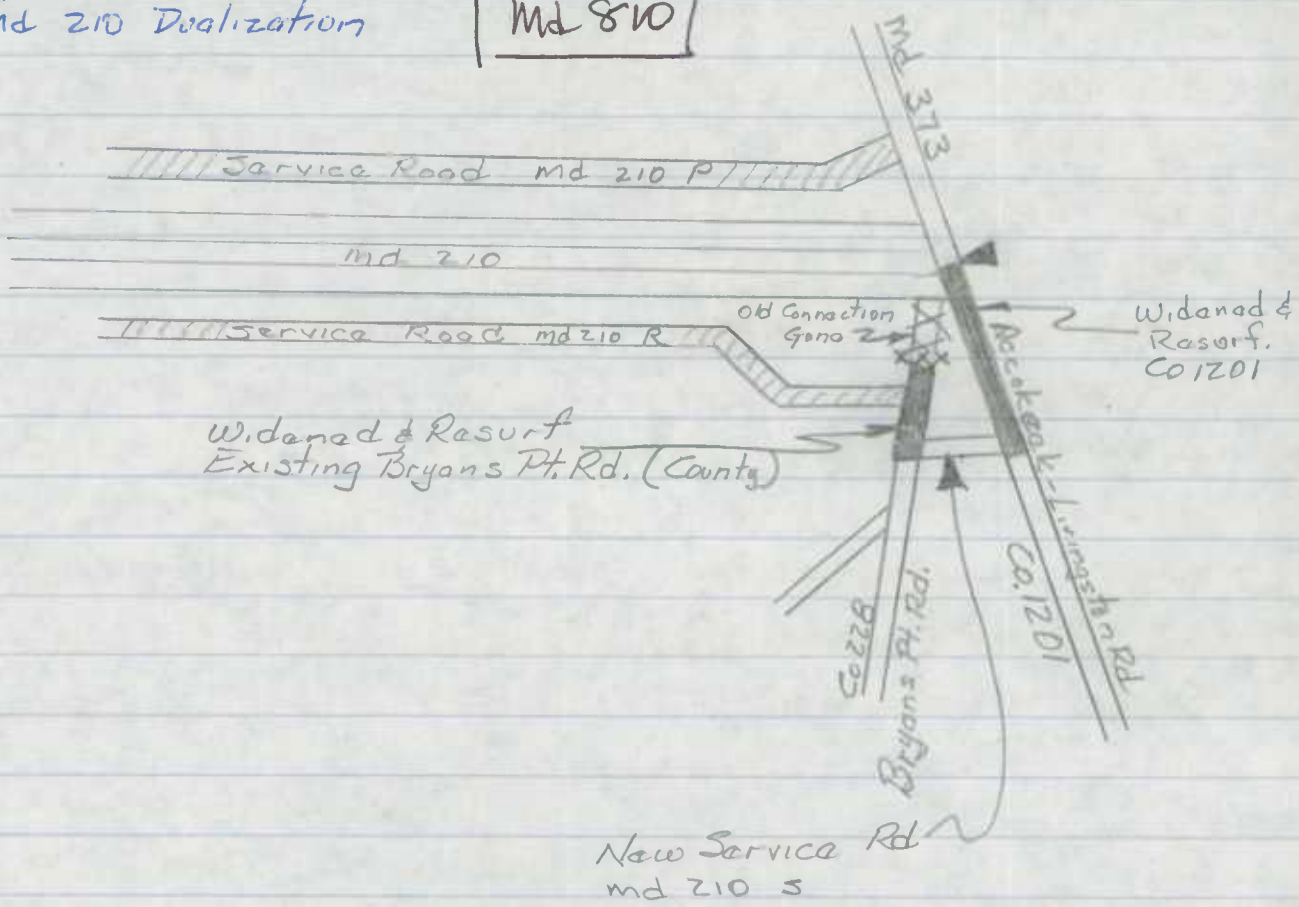 Md 210 Dualization
Md 810
Md 373
Service Road Md 210 P
Md 210
Old Connection
Gone
Service Road Md 210 R
Widened &
Resurf.
Co 1201
Accokeek-Livingston Rd
Widened & Resurf
Existing Bryans Pt. Rd. (County)
Co. 1201
Co 228
Bryans Pt. Rd.
New Service Rd
Md 210 S